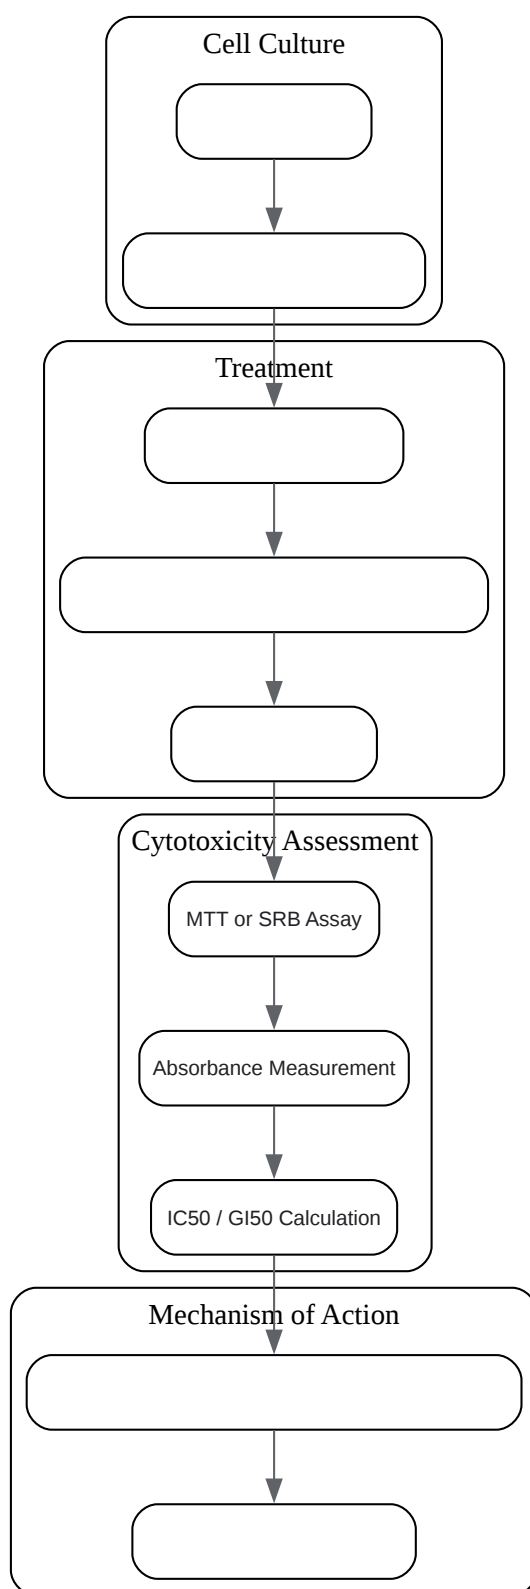 Cell Culture
Treatment
Cytotoxicity Assessment
MTT or SRB Assay
Absorbance Measurement
IC50 / GI50 Calculation
Mechanism of Action